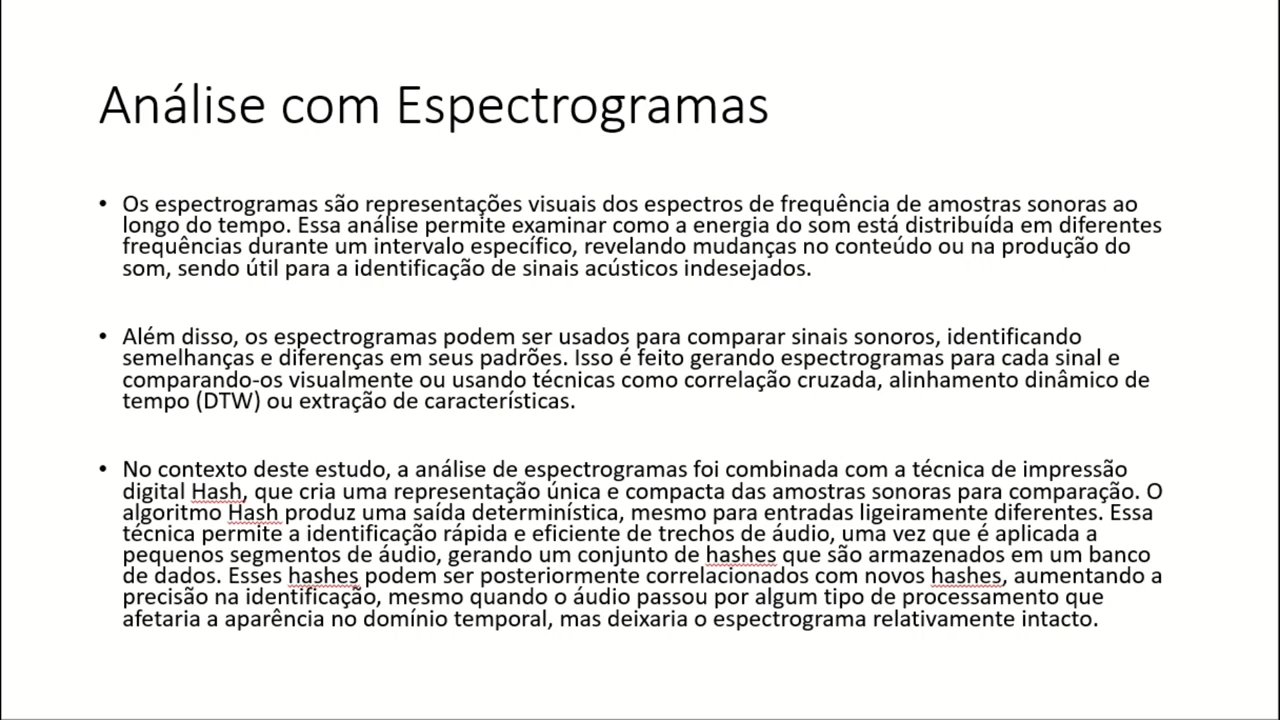 Análise com Espectrogramas
• Os espectrogramas são representações visuais dos espectros de frequência de amostras sonoras ao
longo do tempo. Essa análise permite examinar como a energia do som está distribuída em diferentes
frequências durante um intervalo específico, revelando mudanças no conteúdo ou na produção do
som, sendo útil para a identificação de sinais acústicos indesejados.
• Além disso, os espectrogramas podem ser usados para comparar sinais sonoros, identificando
semelhanças e diferenças em seus padrões. Isso é feito gerando espectrogramas para cada sinal e
comparando-os visualmente ou usando técnicas como correlação cruzada, alinhamento dinâmico de
tempo (DTW) ou extração de características.
• No contexto deste estudo, a análise de espectrogramas foi combinada com a técnica de impressão
digital Hash, que cria uma representação única e compacta das amostras sonoras para comparação. O
algoritmo Hash produz uma saída determinística, mesmo para entradas ligeiramente diferentes. Essa
técnica permite a identificação rápida e eficiente de trechos de áudio, uma vez que é aplicada a
pequenos segmentos de áudio, gerando um conjunto de hashes que são armazenados em um banco
de dados. Esses hashes podem ser posteriormente correlacionados com novos hashes, aumentando a
precisão na identificação, mesmo quando o áudio passou por algum tipo de processamento que
afetaria a aparência no domínio temporal, mas deixaria o espectrograma relativamente intacto.